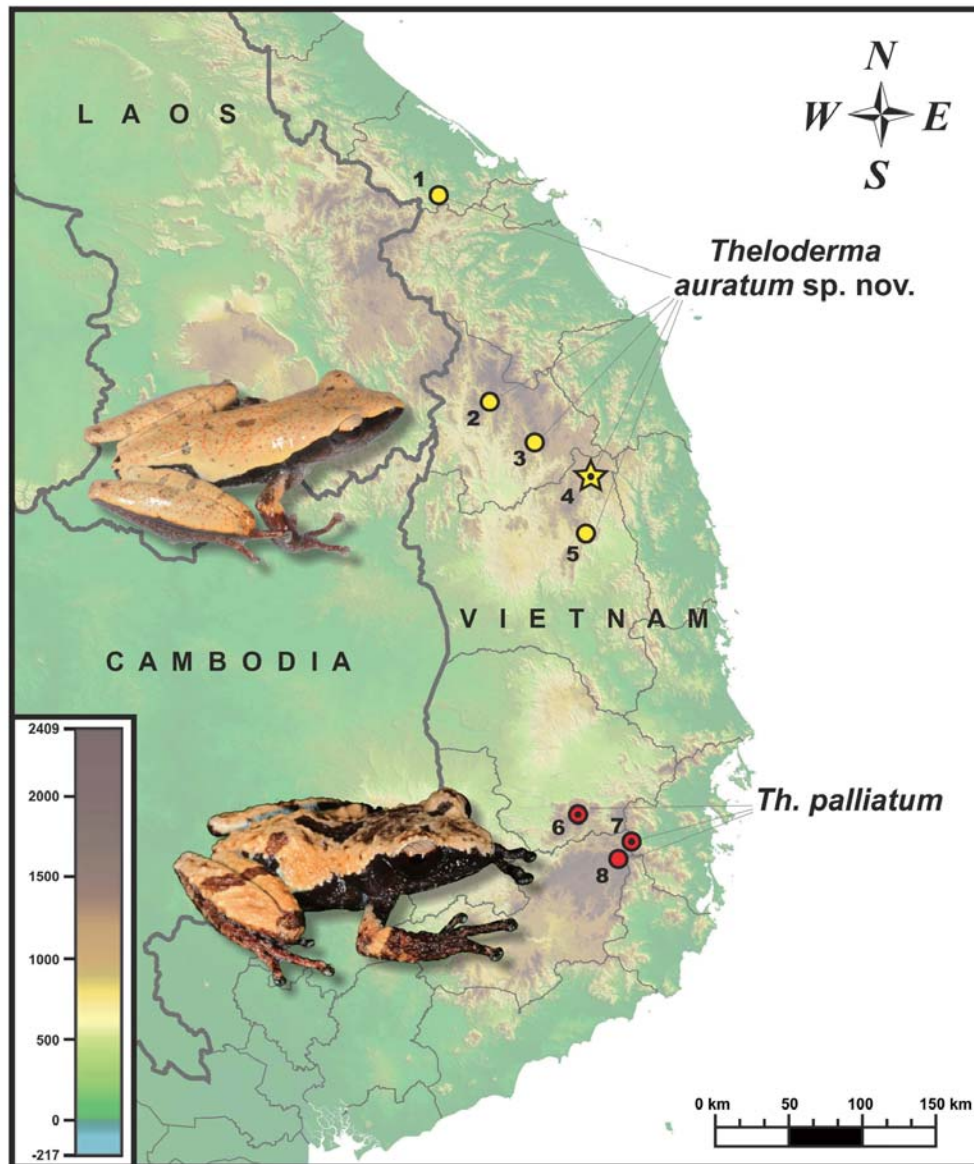 N
W E
S
L A O S
1
Theloderma
auratum sp. nov.
2
3
4
5
V I E T N A M
C A M B O D I A
2409
2000
1500
1000
500
0
-217
Th. palliatum
6
7
8
0 km 50 100 150 km